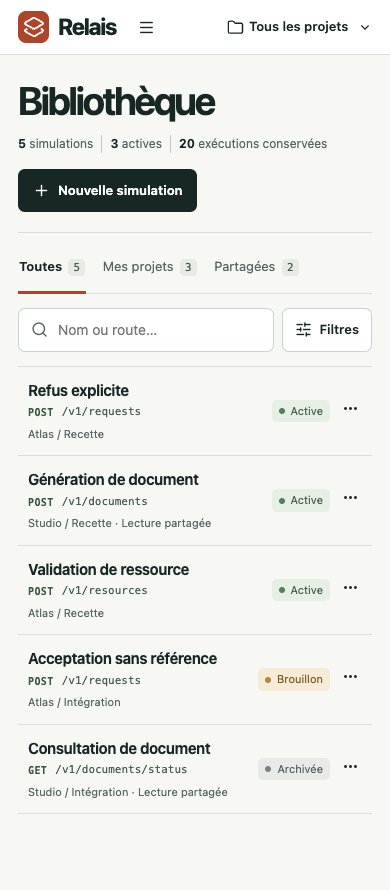 Relais
Tous les projets
Bibliothèque
5 simulations 3 actives 20 exécutions conservées
Nouvelle simulation
Toutes 5 Mes projets 3 Partagées 2
Nom ou route...
Filtres
Refus explicite
POST /v1/requests
Active
Atlas / Recette
Génération de document
POST /v1/documents
Active
Studio / Recette · Lecture partagée
Validation de ressource
POST /v1/resources
Active
Atlas / Recette
Acceptation sans référence
POST /v1/requests
Brouillon
Atlas / Intégration
Consultation de document
GET /v1/documents/status
Archivée
Studio / Intégration · Lecture partagée